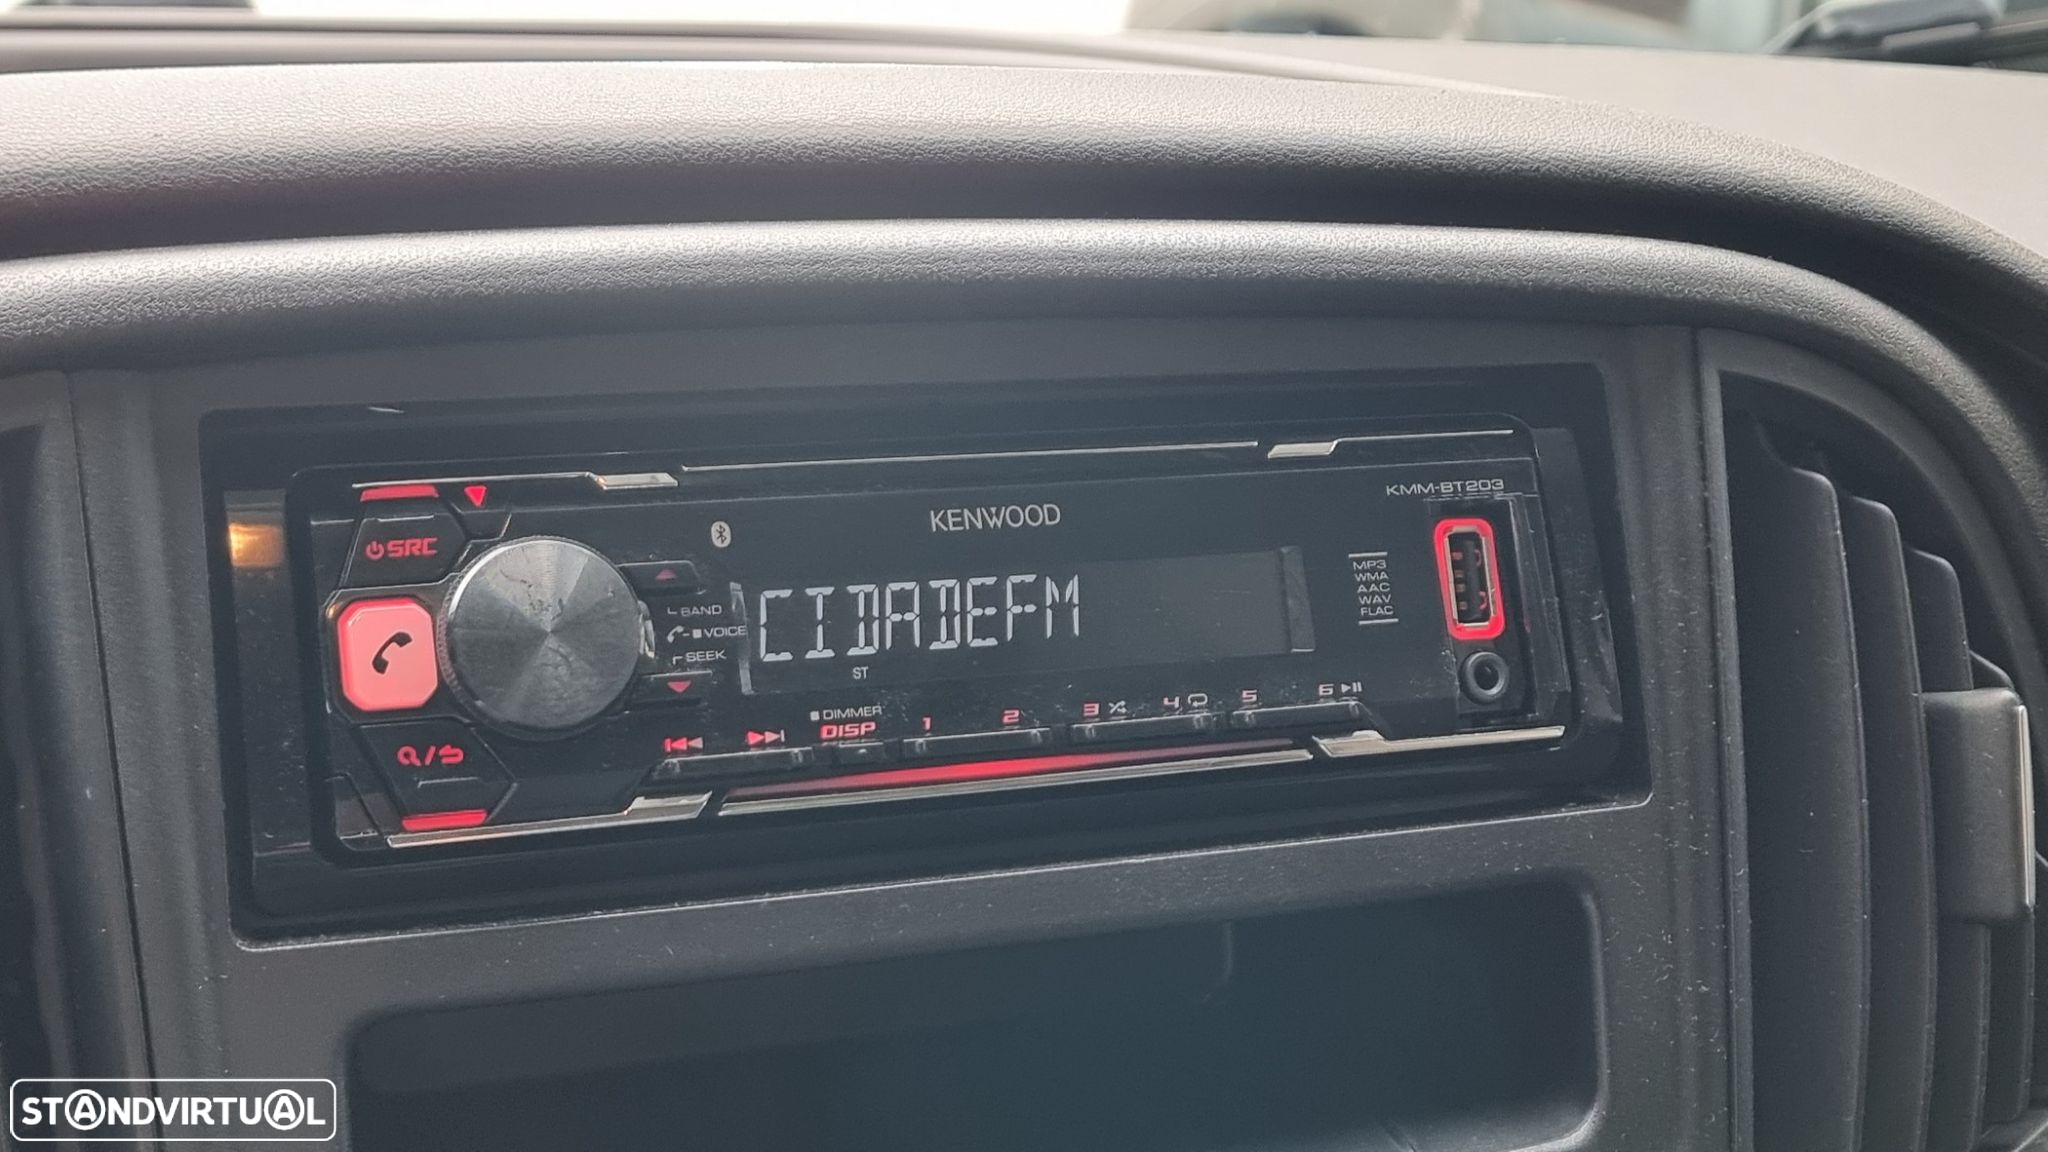 KMM-BT203
KENWOOD
SRC
MP3
WMA
AAC
WAV
FLAC
BAND
VOICE
SEEK
CIDADEFM
ST
DIMMER
DISP 1 2 3 4 5 6
STANDVIRTUAL